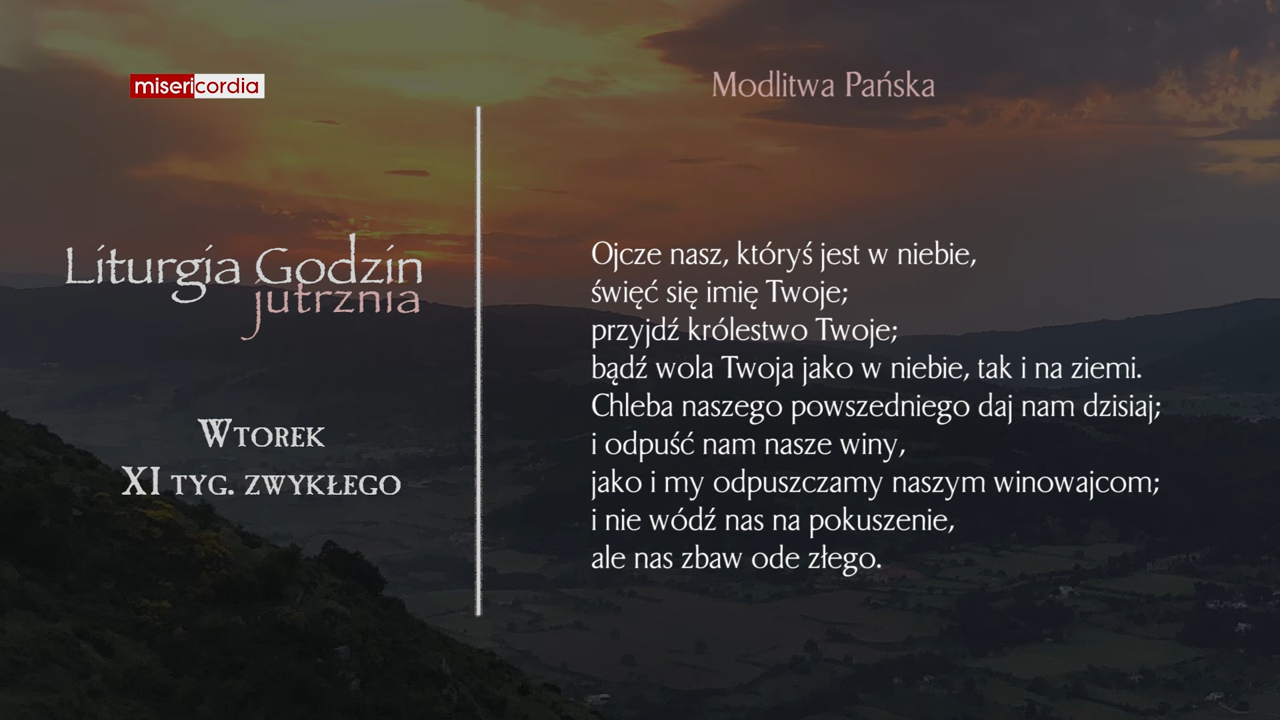 misericordia
Liturgia Godzin
jutrznia
Wtorek
XI tyg. zwykłego
Modlitwa Pańska
Ojcze nasz, któryś jest w niebie,
święć się imię Twoje;
przyjdź królestwo Twoje;
bądź wola Twoja jako w niebie, tak i na ziemi.
Chleba naszego powszedniego daj nam dzisiaj;
i odpuść nam nasze winy,
jako i my odpuszczamy naszym winowajcom;
i nie wódź nas na pokuszenie,
ale nas zbaw ode złego.